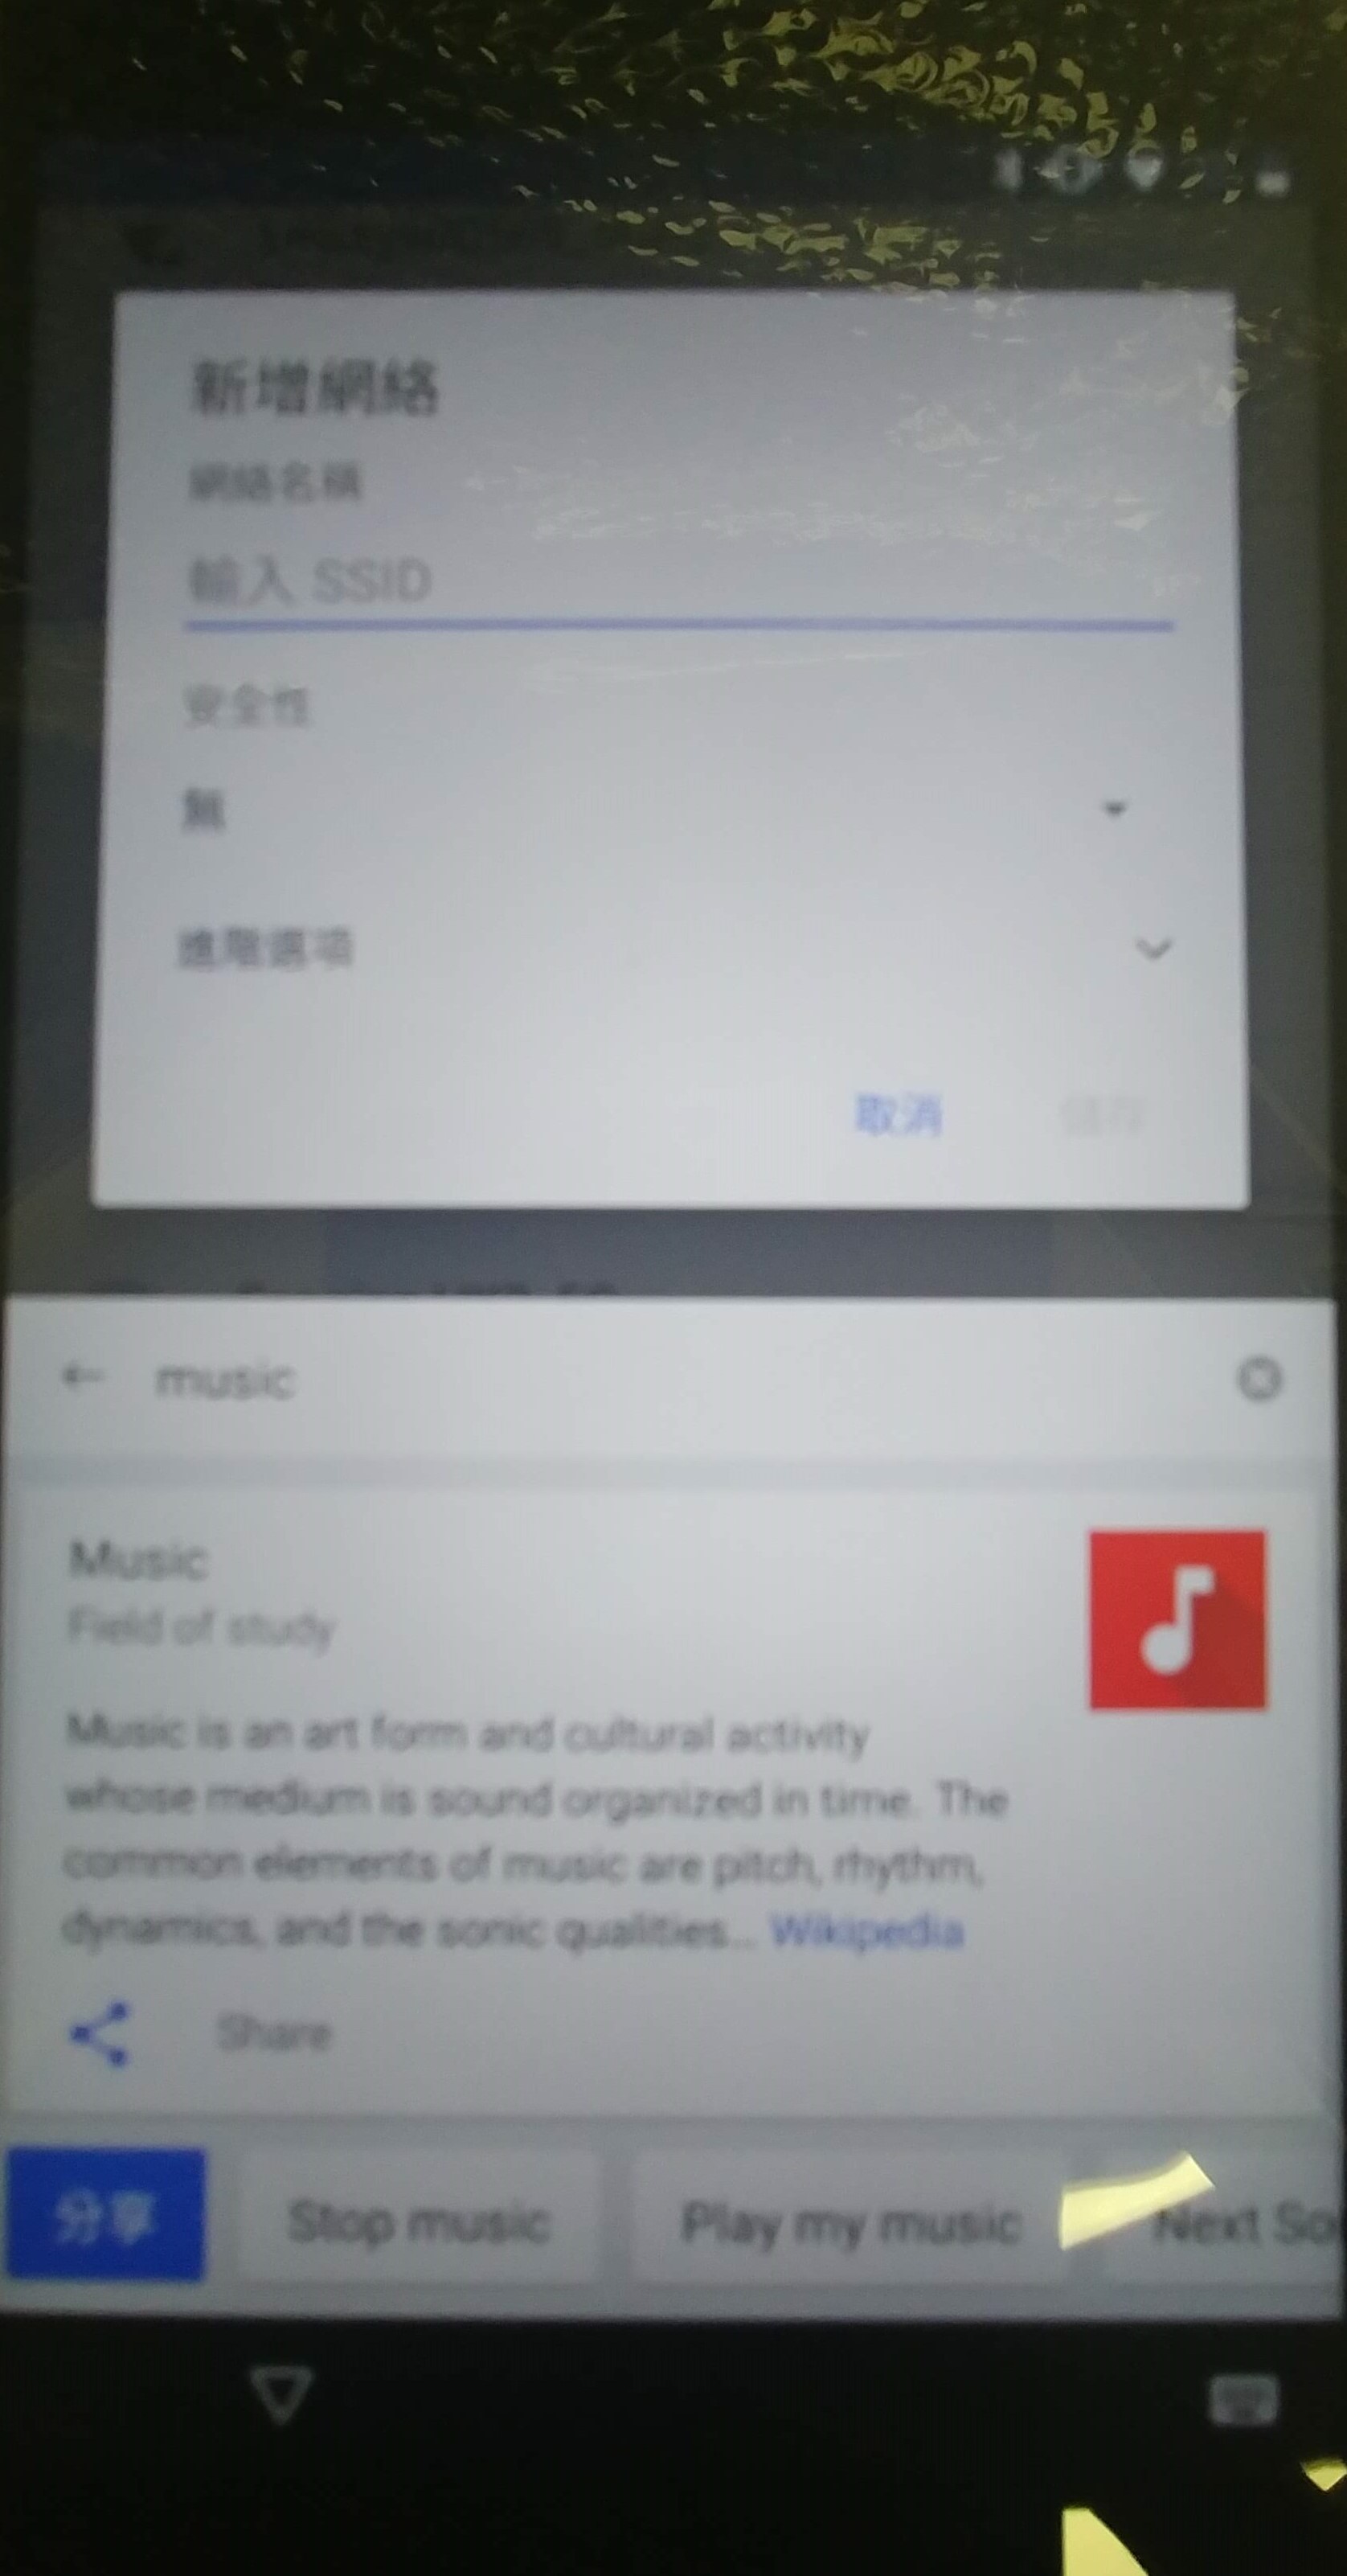 新增網絡
網絡名稱
輸入 SSID
安全性
無
進階選項
取消
儲存
music
Music
Field of study
Music is an art form and cultural activity
whose medium is sound organized in time. The
common elements of music are pitch, rhythm,
dynamics, and the sonic qualities... Wikipedia
Share
分享 Stop music Play my music Next So